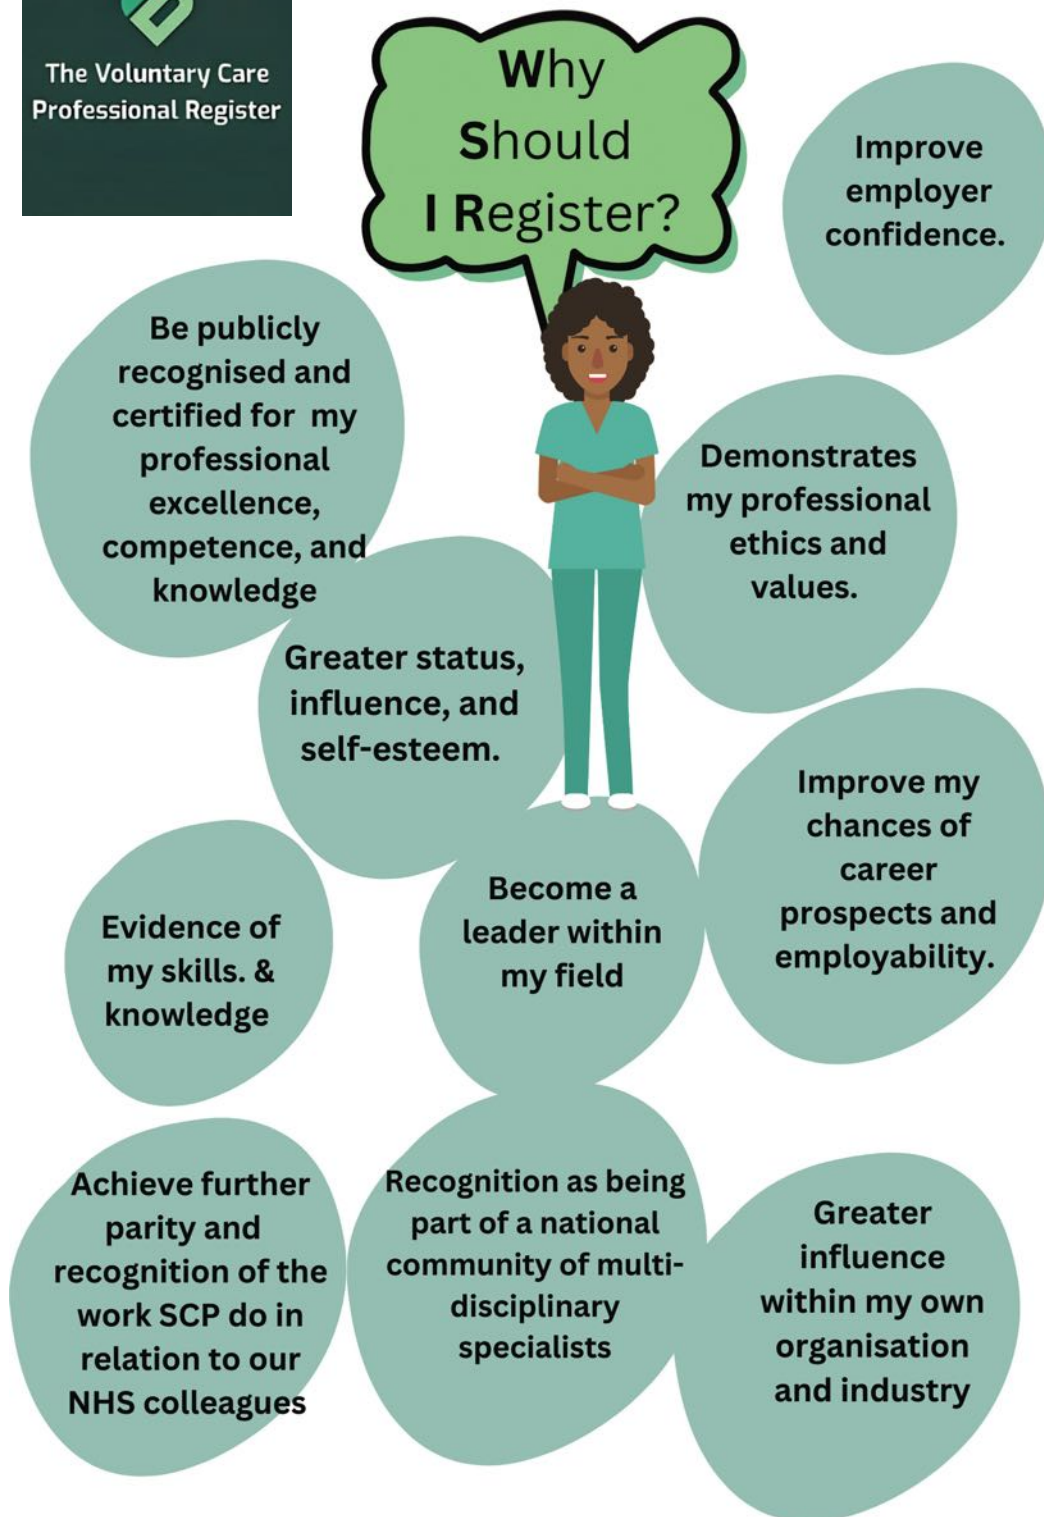 The Voluntary Care
Professional Register
Why
Should
I Register?
Improve
employer
confidence.
Be publicly
recognised and
certified for my
professional
excellence,
competence, and
knowledge
Demonstrates
my professional
ethics and
values.
Greater status,
influence, and
self-esteem.
Improve my
chances of
career
prospects and
employability.
Evidence of
my skills. &
knowledge
Become a
leader within
my field
Achieve further
parity and
recognition of the
work SCP do in
relation to our
NHS colleagues
Recognition as being
part of a national
community of multi-
disciplinary
specialists
Greater
influence
within my own
organisation
and industry